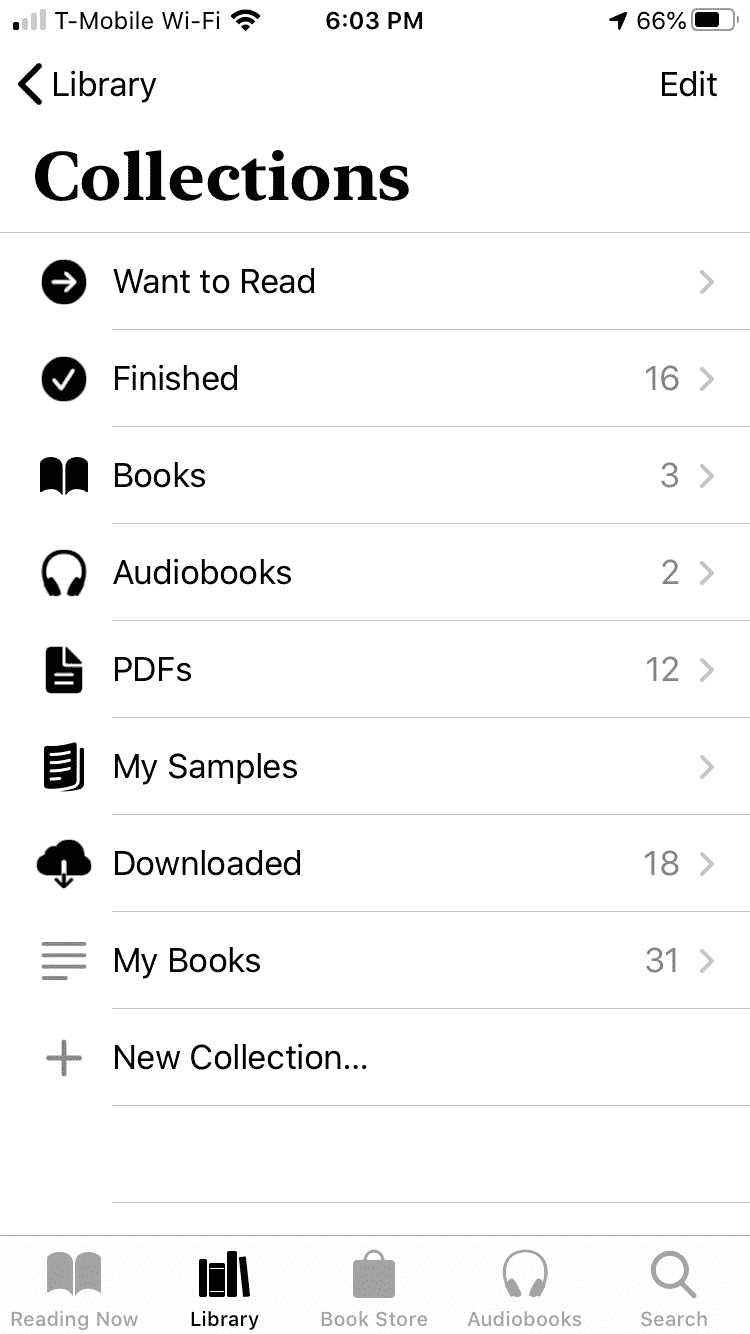 T-Mobile Wi-Fi 6:03 PM 66%
Library Edit
Collections
Want to Read
Finished 16
Books 3
Audiobooks 2
PDFs 12
My Samples
Downloaded 18
My Books 31
New Collection...
Reading Now Library Book Store Audiobooks Search